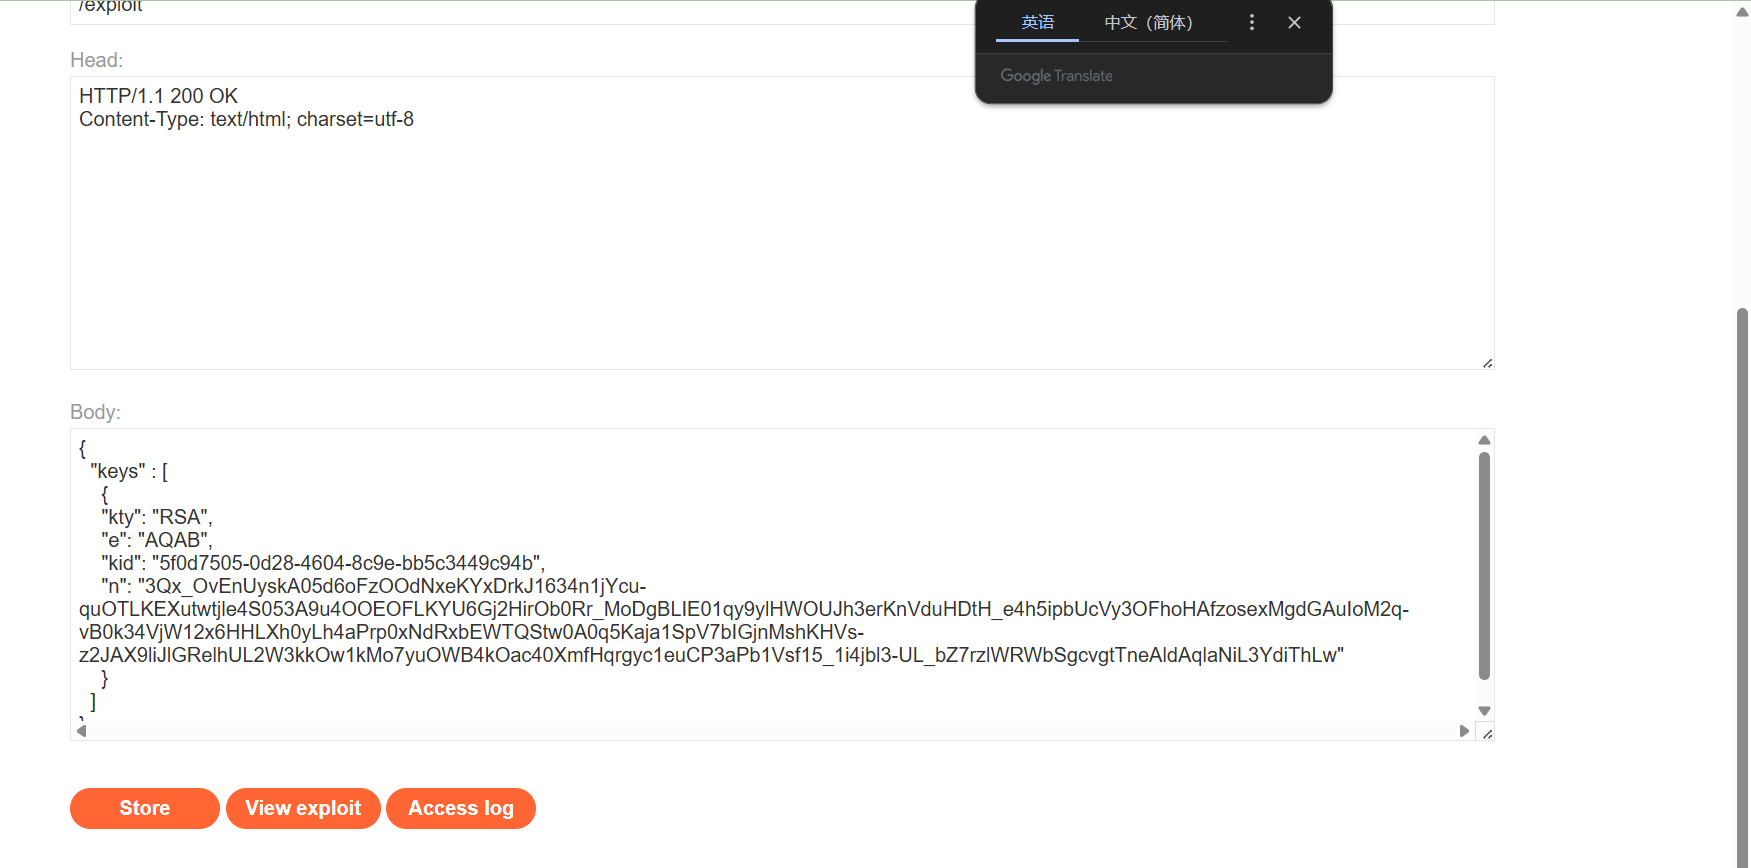 /exploit
英语 中文（简体）
Google Translate
Head:
HTTP/1.1 200 OK
Content-Type: text/html; charset=utf-8
Body:
{
"keys" : [
{
"kty": "RSA",
"e": "AQAB",
"kid": "5f0d7505-0d28-4604-8c9e-bb5c3449c94b",
"n": "3Qx_OvEnUyskA05d6oFzOOdNxeKYxDrkJ1634n1jYcu-
quOTLKEXutwtjIe4S053A9u4OOEOFLKYU6Gj2HirOb0Rr_MoDgBLIE01qy9ylHWOUJh3erKnVduHDtH_e4h5ipbUcVy3OFhoHAfzosexMgdGAuIoM2q-
vB0k34VjW12x6HHLXh0yLh4aPrp0xNdRxbEWTQStw0A0q5Kaja1SpV7bIGjnMshKHVs-
z2JAX9liJlGRelhUL2W3kkOw1kMo7yuOWB4kOac40XmfHqrgyc1euCP3aPb1Vsf15_1i4jbl3-UL_bZ7rzlWRWbSgcvgtTneAldAqlaNiL3YdiThLw"
}
]
Store View exploit Access log